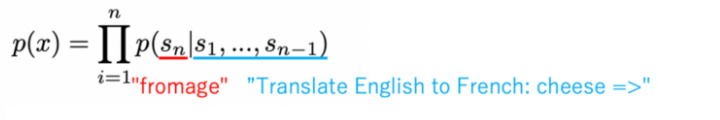 p(x) = ∏_{i=1}^{n} p(s_n|s_1, ..., s_{n-1})
"fromage" "Translate English to French: cheese =>"